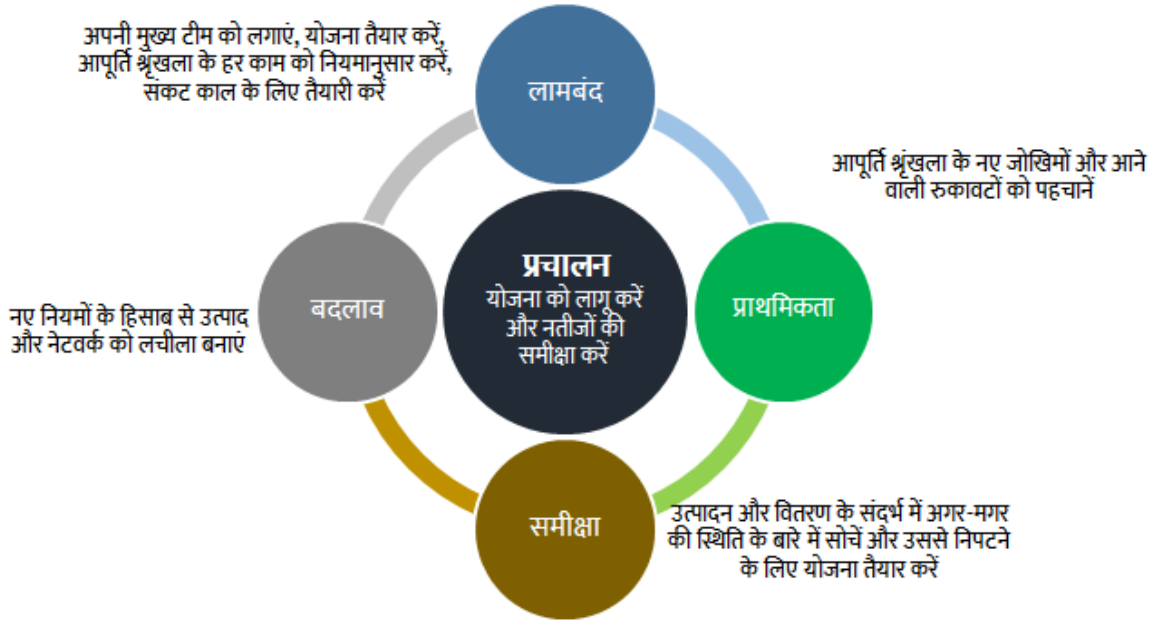 अपनी मुख्य टीम को लगाएं, योजना तैयार करें,
आपूर्ति श्रृंखला के हर काम को नियमानुसार करें,
संकट काल के लिए तैयारी करें
लामबंद
आपूर्ति श्रृंखला के नए जोखिमों और आने
वाली रुकावटों को पहचानें
प्राथमिकता
प्रचालन
योजना को लागू करें
और नतीजों की
समीक्षा करें
बदलाव
नए नियमों के हिसाब से उत्पाद
और नेटवर्क को लचीला बनाएं
समीक्षा
उत्पादन और वितरण के संदर्भ में अगर-मगर
की स्थिति के बारे में सोचें और उससे निपटने
के लिए योजना तैयार करें